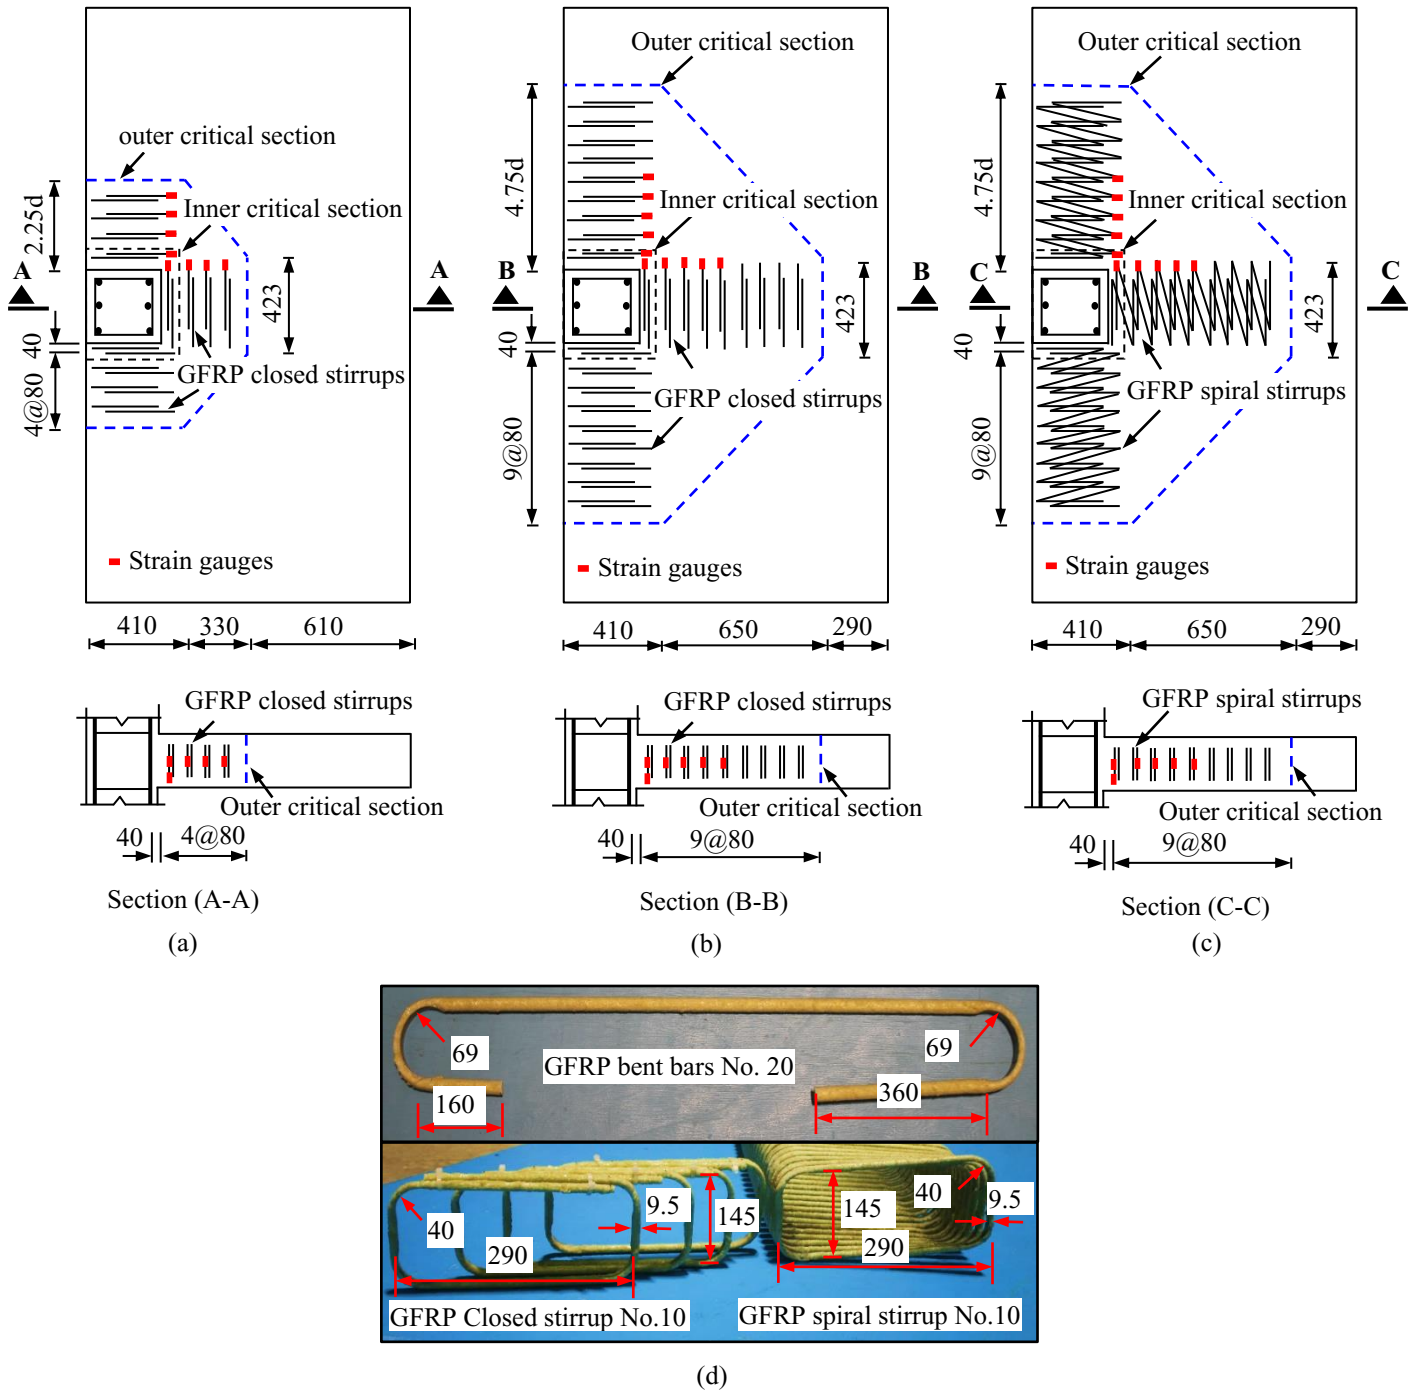 outer critical section
Inner critical section
2.25d
A
A
423
40
GFRP closed stirrups
4@80
Strain gauges
410
330
610
GFRP closed stirrups
Outer critical section
40
4@80
Section (A-A)
(a)
Outer critical section
4.75d
Inner critical section
B
B
423
40
GFRP closed stirrups
9@80
Strain gauges
410
650
290
GFRP closed stirrups
Outer critical section
40
9@80
Section (B-B)
(b)
Outer critical section
4.75d
Inner critical section
C
C
423
40
GFRP spiral stirrups
9@80
Strain gauges
410
650
290
GFRP spiral stirrups
Outer critical section
40
9@80
Section (C-C)
(c)
69
69
GFRP bent bars No. 20
160
360
40
9.5
145
290
GFRP Closed stirrup No.10
40
9.5
145
290
GFRP spiral stirrup No.10
(d)